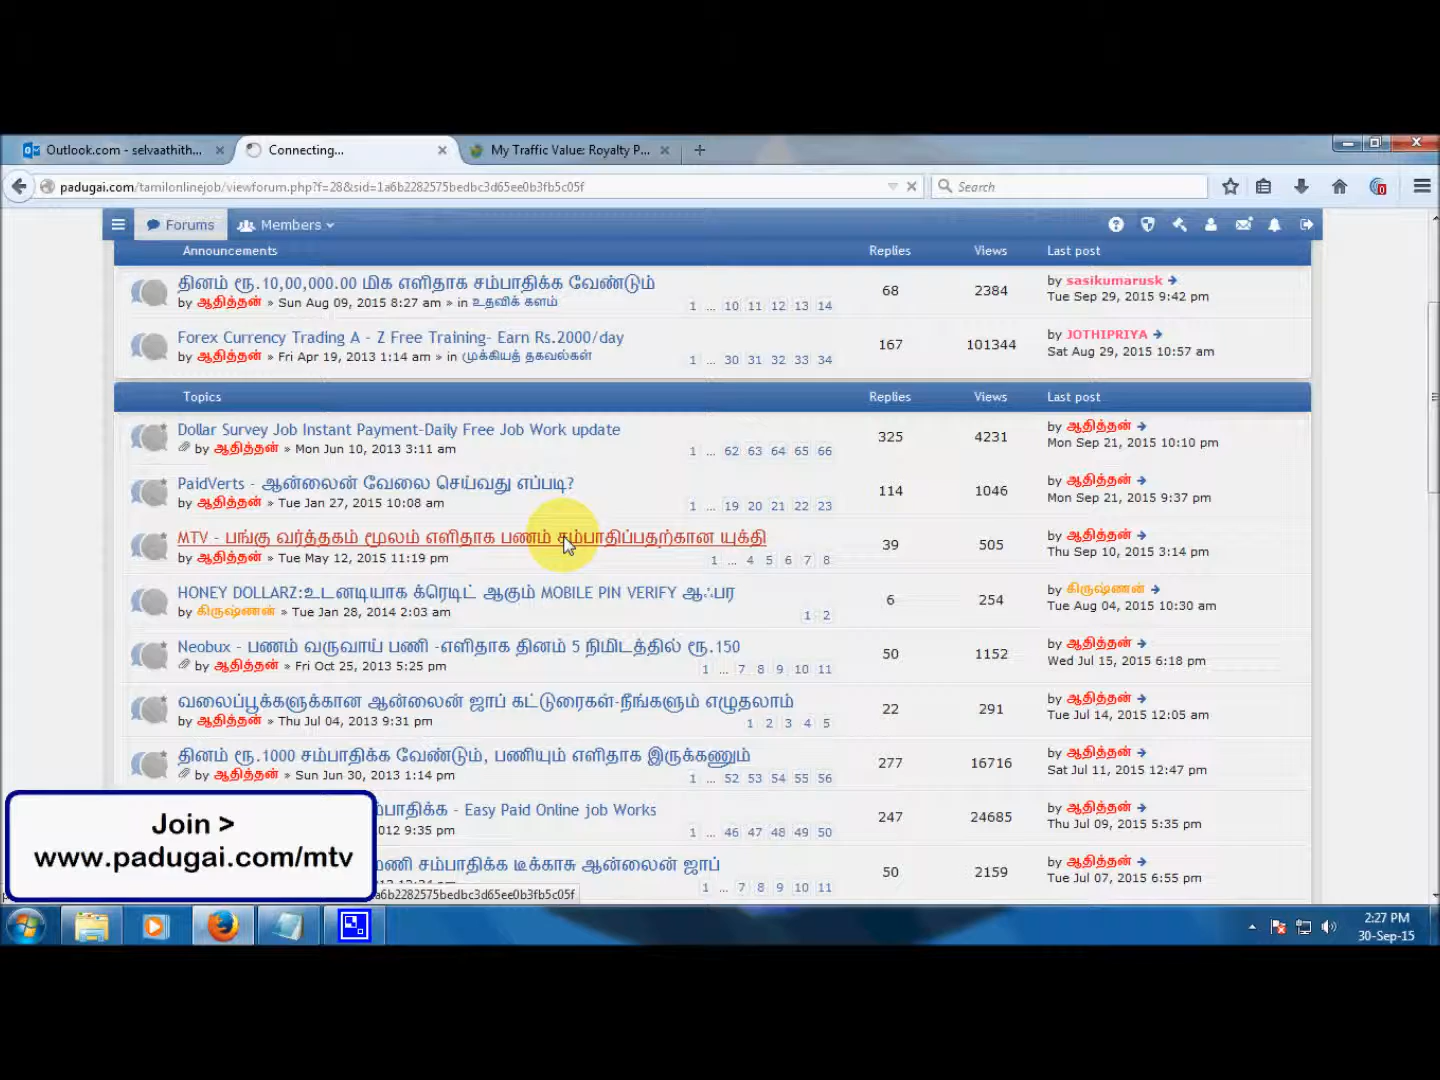 Outlook.com - selvaathith...
Connecting...
My Traffic Value: Royalty P...
padugai.com/tamilonlinejob/viewforum.php?f=28&sid=1a6b2282575bedbc3d65ee0b3fb5c05f
Search
Forums
Members
Announcements Replies Views Last post
தினம் ரூ.10,00,000.00 மிக எளிதாக சம்பாதிக்க வேண்டும்
by ஆதித்தன் » Sun Aug 09, 2015 8:27 am » in உதவிக் களம்
1 ... 10 11 12 13 14
68 2384
by sasikumarusk
Tue Sep 29, 2015 9:42 pm
Forex Currency Trading A - Z Free Training- Earn Rs.2000/day
by ஆதித்தன் » Fri Apr 19, 2013 1:14 am » in முக்கியத் தகவல்கள்
1 ... 30 31 32 33 34
167 101344
by JOTHIPRIYA
Sat Aug 29, 2015 10:57 am
Topics Replies Views Last post
Dollar Survey Job Instant Payment-Daily Free Job Work update
by ஆதித்தன் » Mon Jun 10, 2013 3:11 am
1 ... 62 63 64 65 66
325 4231
by ஆதித்தன்
Mon Sep 21, 2015 10:10 pm
PaidVerts - ஆன்லைன் வேலை செய்வது எப்படி?
by ஆதித்தன் » Tue Jan 27, 2015 10:08 am
1 ... 19 20 21 22 23
114 1046
by ஆதித்தன்
Mon Sep 21, 2015 9:37 pm
MTV - பங்கு வர்த்தகம் மூலம் எளிதாக பணம் சம்பாதிப்பதற்கான யுக்தி
by ஆதித்தன் » Tue May 12, 2015 11:19 pm
1 ... 4 5 6 7 8
39 505
by ஆதித்தன்
Thu Sep 10, 2015 3:14 pm
HONEY DOLLARZ:உடனடியாக க்ரெடிட் ஆகும் MOBILE PIN VERIFY ஆஃபர
by கிருஷ்ணன் » Tue Jan 28, 2014 2:03 am
1 2
6 254
by கிருஷ்ணன்
Tue Aug 04, 2015 10:30 am
Neobux - பணம் வருவாய் பணி -எளிதாக தினம் 5 நிமிடத்தில் ரூ.150
by ஆதித்தன் » Fri Oct 25, 2013 5:25 pm
1 ... 7 8 9 10 11
50 1152
by ஆதித்தன்
Wed Jul 15, 2015 6:18 pm
வலைப்பூக்களுக்கான ஆன்லைன் ஜாப் கட்டுரைகள்-நீங்களும் எழுதலாம்
by ஆதித்தன் » Thu Jul 04, 2013 9:31 pm
1 2 3 4 5
22 291
by ஆதித்தன்
Tue Jul 14, 2015 12:05 am
தினம் ரூ.1000 சம்பாதிக்க வேண்டும், பணியும் எளிதாக இருக்கணும்
by ஆதித்தன் » Sun Jun 30, 2013 1:14 pm
1 ... 52 53 54 55 56
277 16716
by ஆதித்தன்
Sat Jul 11, 2015 12:47 pm
ம்பாதிக்க - Easy Paid Online job Works
2012 9:35 pm
1 ... 46 47 48 49 50
247 24685
by ஆதித்தன்
Thu Jul 09, 2015 5:35 pm
சம்பாதிக்க டீக்காசு ஆன்லைன் ஜாப்
1 ... 7 8 9 10 11
50 2159
by ஆதித்தன்
Tue Jul 07, 2015 6:55 pm
1a6b2282575bedbc3d65ee0b3fb5c05f
Join >
www.padugai.com/mtv
2:27 PM
30-Sep-15